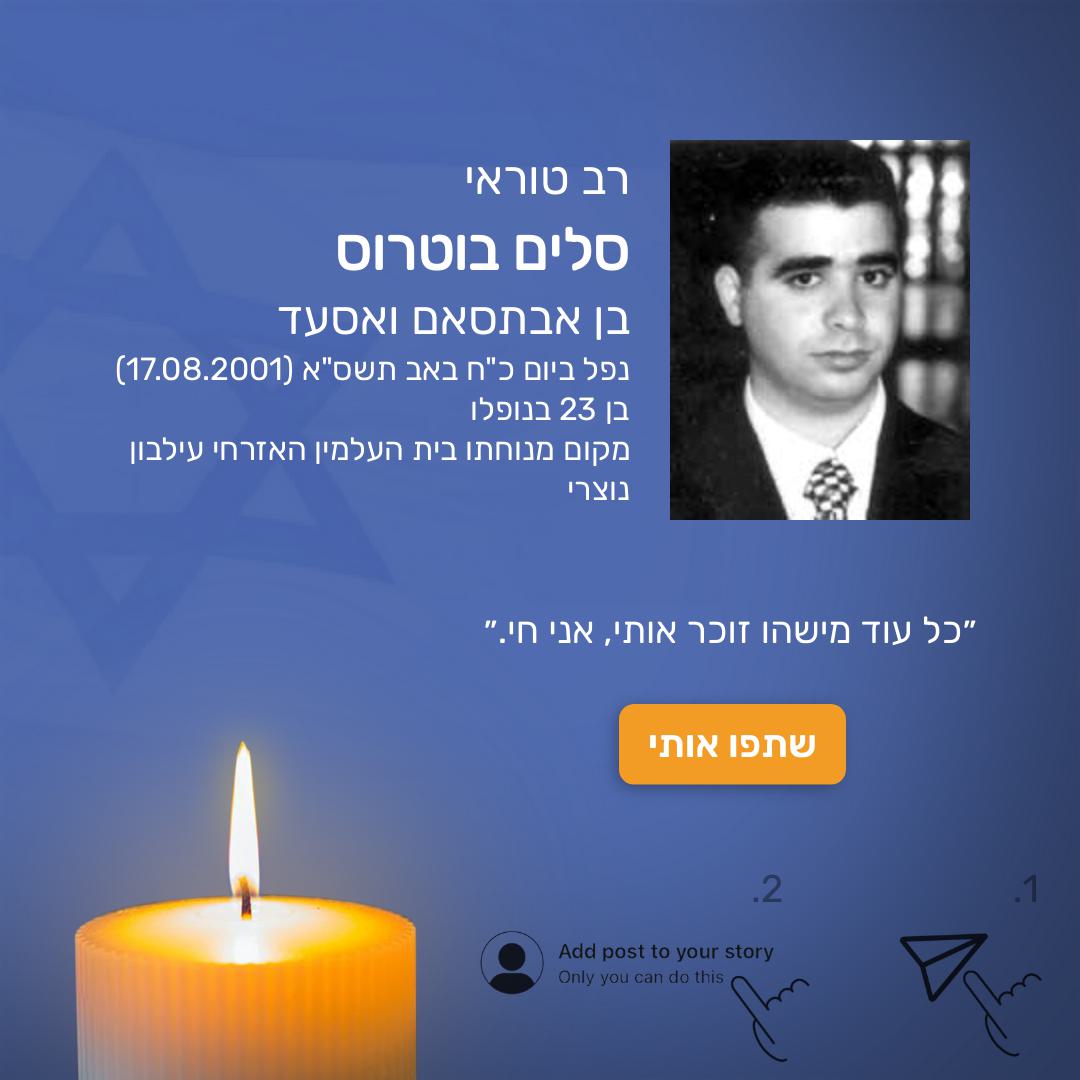 רב טוראי
סלים בוטרוס
בן אבתסאם ואסעד
נפל ביום כ"ח באב תשס"א (17.08.2001)
בן 23 בנופלו
מקום מנוחתו בית העלמין האזרחי עילבון
נוצרי
״כל עוד מישהו זוכר אותי, אני חי.״
שתפו אותי
1.
2.
Add post to your story
Only you can do this